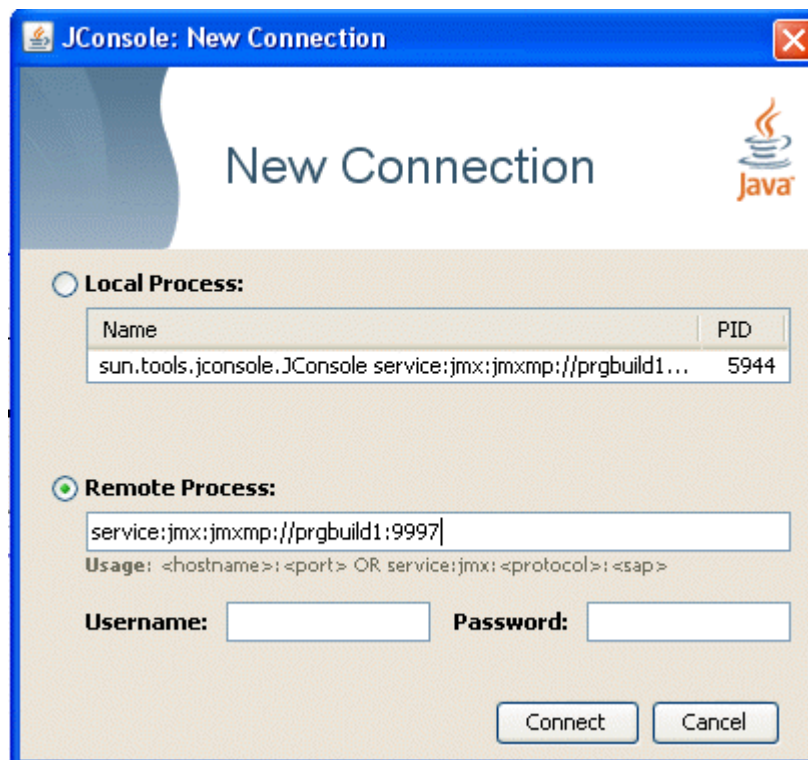 JConsole: New Connection
New Connection
Java
Local Process:
Name PID
sun.tools.jconsole.JConsole service:jmx:jmxmp://prgbuild1... 5944
Remote Process:
service:jmx:jmxmp://prgbuild1:9997
Usage: <hostname>:<port> OR service:jmx:<protocol>:<sap>
Username: Password:
Connect Cancel